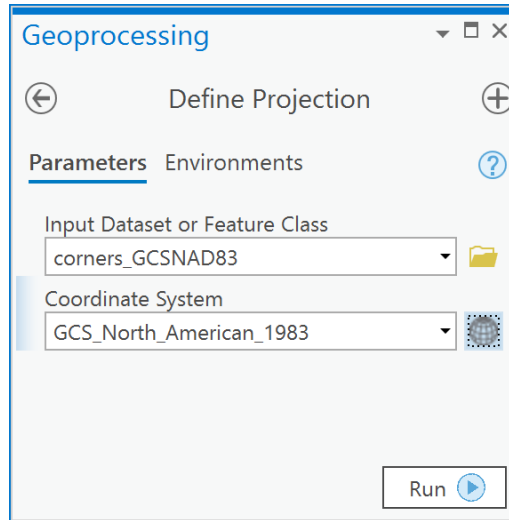 Geoprocessing
Define Projection
Parameters Environments
?
Input Dataset or Feature Class
corners_GCSNAD83
Coordinate System
GCS_North_American_1983
Run